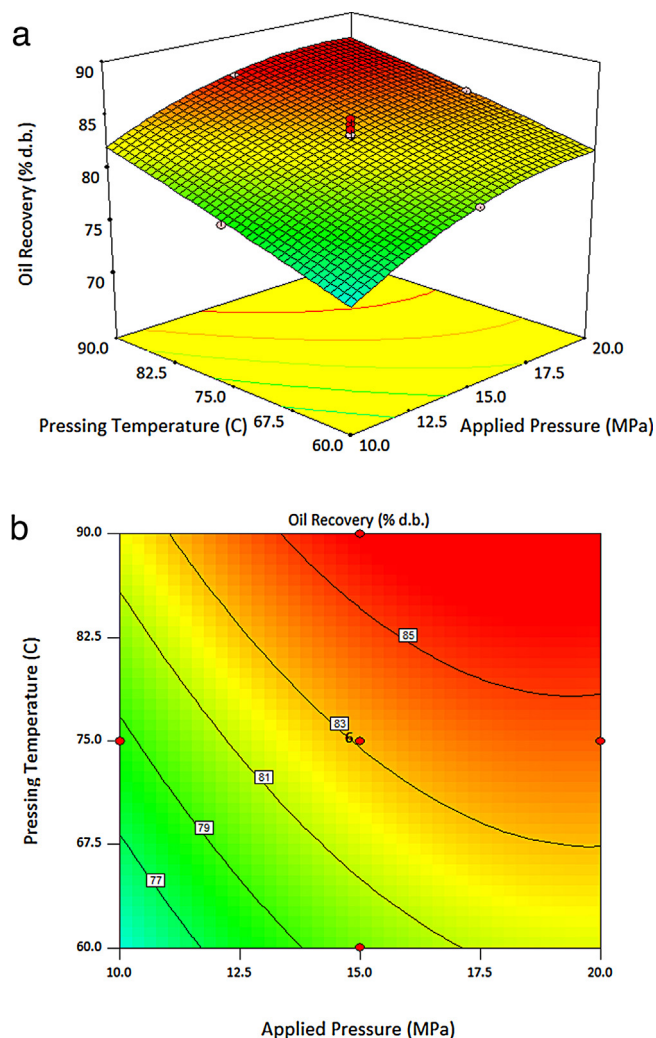 a
90
85
80
75
70
Oil Recovery (% d.b.)
90.0
82.5
75.0
67.5
60.0
Pressing Temperature (C)
20.0
17.5
15.0
12.5
10.0
Applied Pressure (MPa)
b
Oil Recovery (% d.b.)
90.0
82.5
75.0
67.5
60.0
Pressing Temperature (C)
85
83
6
81
79
77
10.0 12.5 15.0 17.5 20.0
Applied Pressure (MPa)